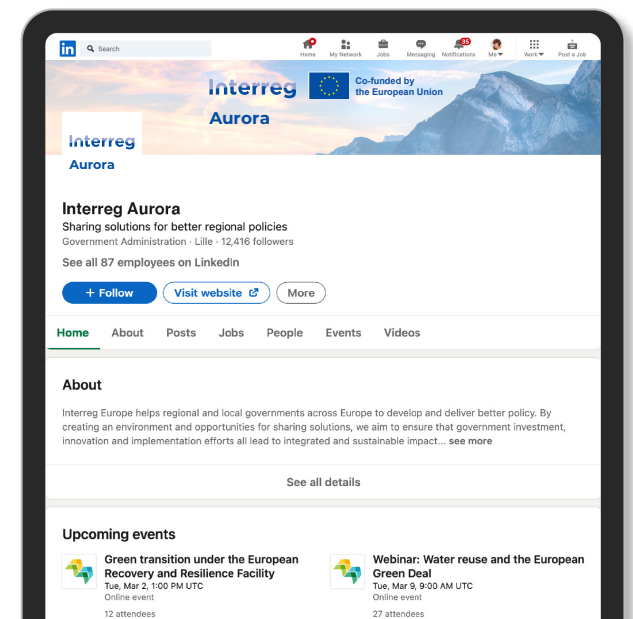 in
Search
Home
My Network
Jobs
Messaging
35
Notifications
Me
Work
Post a Job
Interreg
Co-funded by
the European Union
Aurora
Interreg
Aurora
Interreg Aurora
Sharing solutions for better regional policies
Government Administration · Lille · 12,416 followers
See all 87 employees on LinkedIn
+ Follow
Visit website
More
Home
About
Posts
Jobs
People
Events
Videos
About
Interreg Europe helps regional and local governments across Europe to develop and deliver better policy. By
creating an environment and opportunities for sharing solutions, we aim to ensure that government investment,
innovation and implementation efforts all lead to integrated and sustainable impact... see more
See all details
Upcoming events
Green transition under the European
Recovery and Resilience Facility
Tue, Mar 2, 1:00 PM UTC
Online event
12 attendees
Webinar: Water reuse and the European
Green Deal
Tue, Mar 9, 9:00 AM UTC
Online event
27 attendees